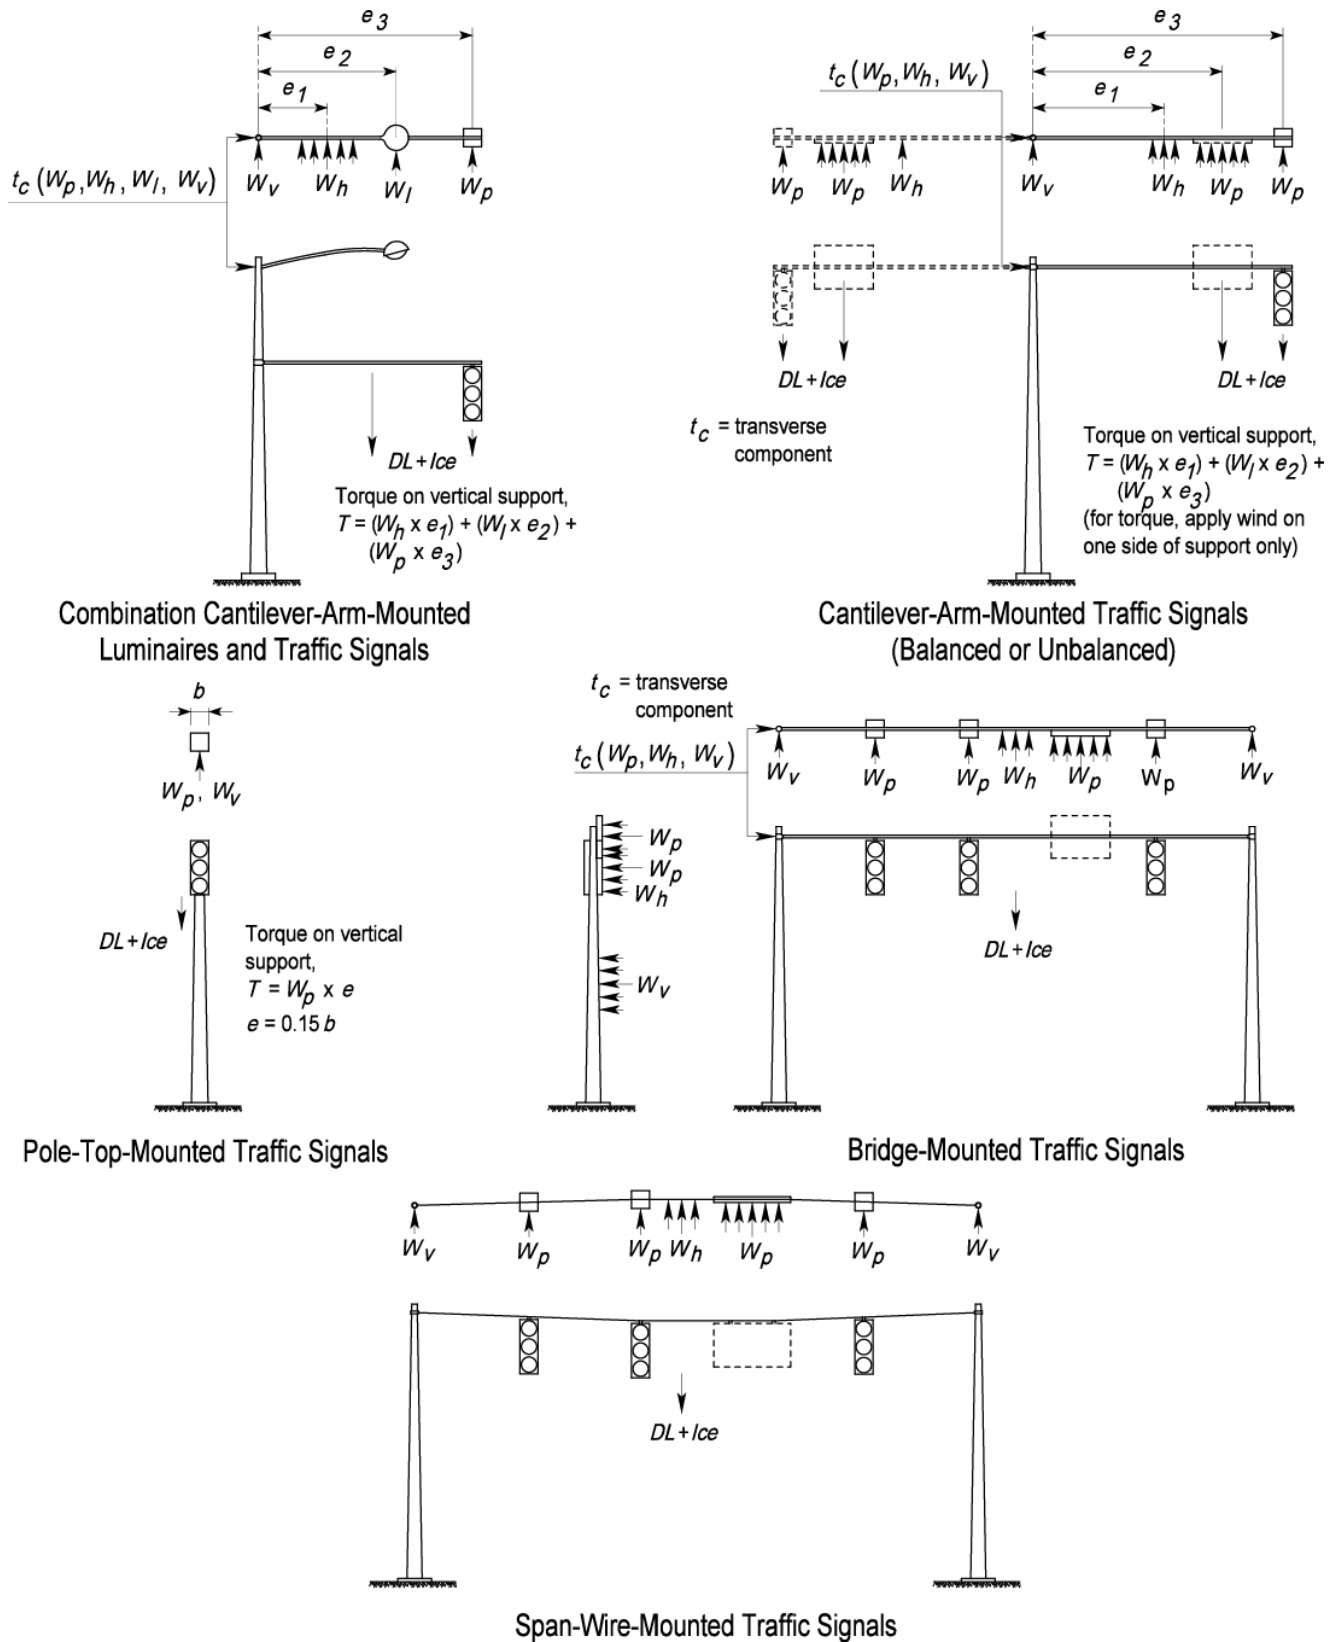 e3
e2
e1
tc (Wp, Wh, Wl, Wv)
Wv
Wh
Wl
Wp
DL + Ice
Torque on vertical support,
T = (Wh x e1) + (Wl x e2) +
(Wp x e3)
Combination Cantilever-Arm-Mounted
Luminaires and Traffic Signals
e3
e2
e1
tc (Wp, Wh, Wv)
Wp
Wp
Wh
Wv
Wh
Wp
Wp
DL + Ice
DL + Ice
tc = transverse
component
Torque on vertical support,
T = (Wh x e1) + (Wl x e2) +
(Wp x e3)
(for torque, apply wind on
one side of support only)
Cantilever-Arm-Mounted Traffic Signals
(Balanced or Unbalanced)
b
Wp, Wv
DL + Ice
Torque on vertical
support,
T = Wp x e
e = 0.15 b
Pole-Top-Mounted Traffic Signals
tc = transverse
component
tc (Wp, Wh, Wv)
Wv
Wp
Wp
Wh
Wp
Wp
Wv
Wp
Wp
Wh
Wv
DL + Ice
Bridge-Mounted Traffic Signals
Wv
Wp
Wp
Wh
Wp
Wp
Wv
DL + Ice
Span-Wire-Mounted Traffic Signals